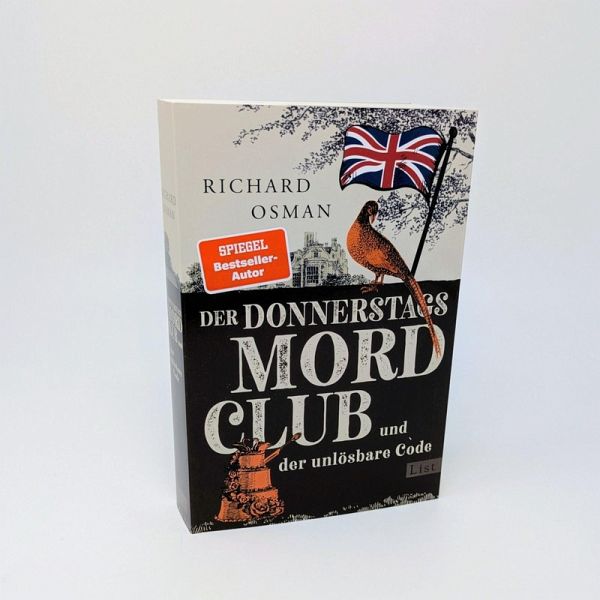 RICHARD
OSMAN
SPIEGEL
Bestseller-
Autor
DER DONNERSTAGS
MORD
CLUB und
der unlösbare Code
List